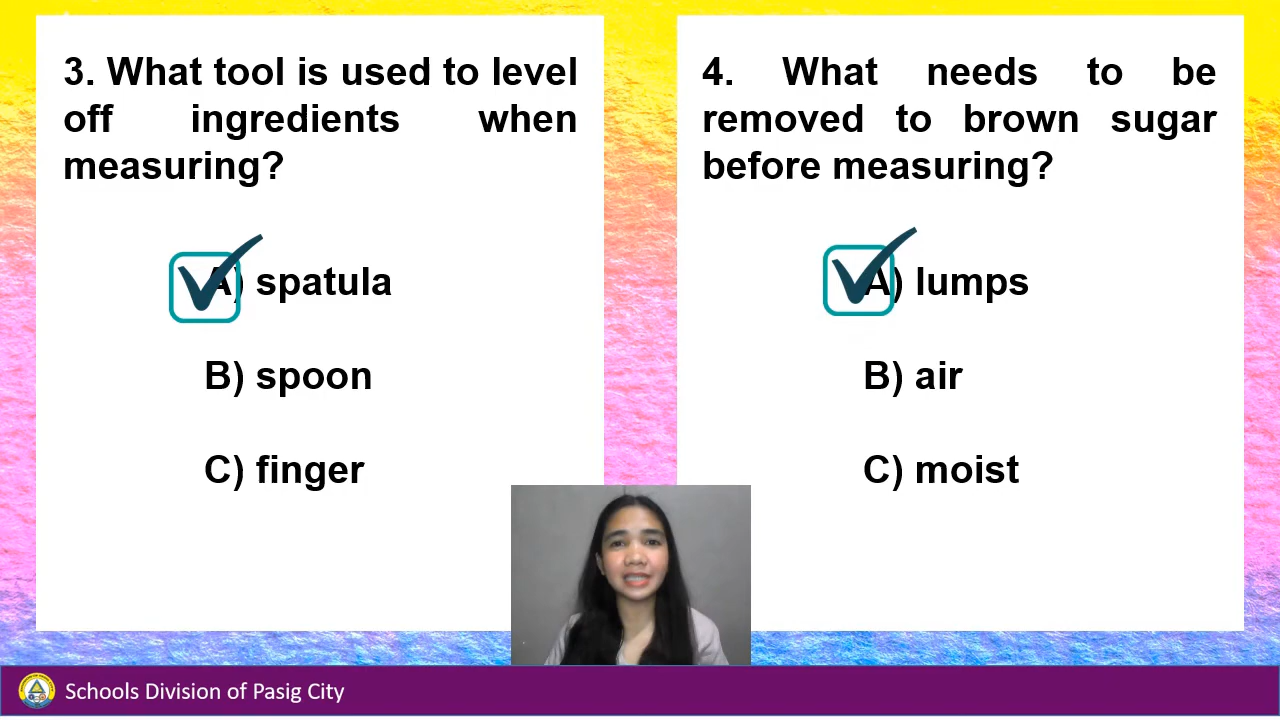 3. What tool is used to level
off ingredients when
measuring?
A) spatula
B) spoon
C) finger
4. What needs to be
removed to brown sugar
before measuring?
A) lumps
B) air
C) moist
Schools Division of Pasig City